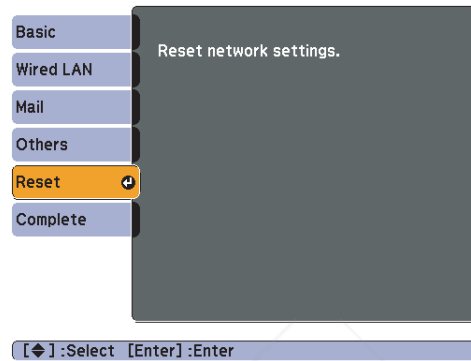 Basic
Reset network settings.
Wired LAN
Mail
Others
Reset
Complete
[◆] :Select [Enter] :Enter